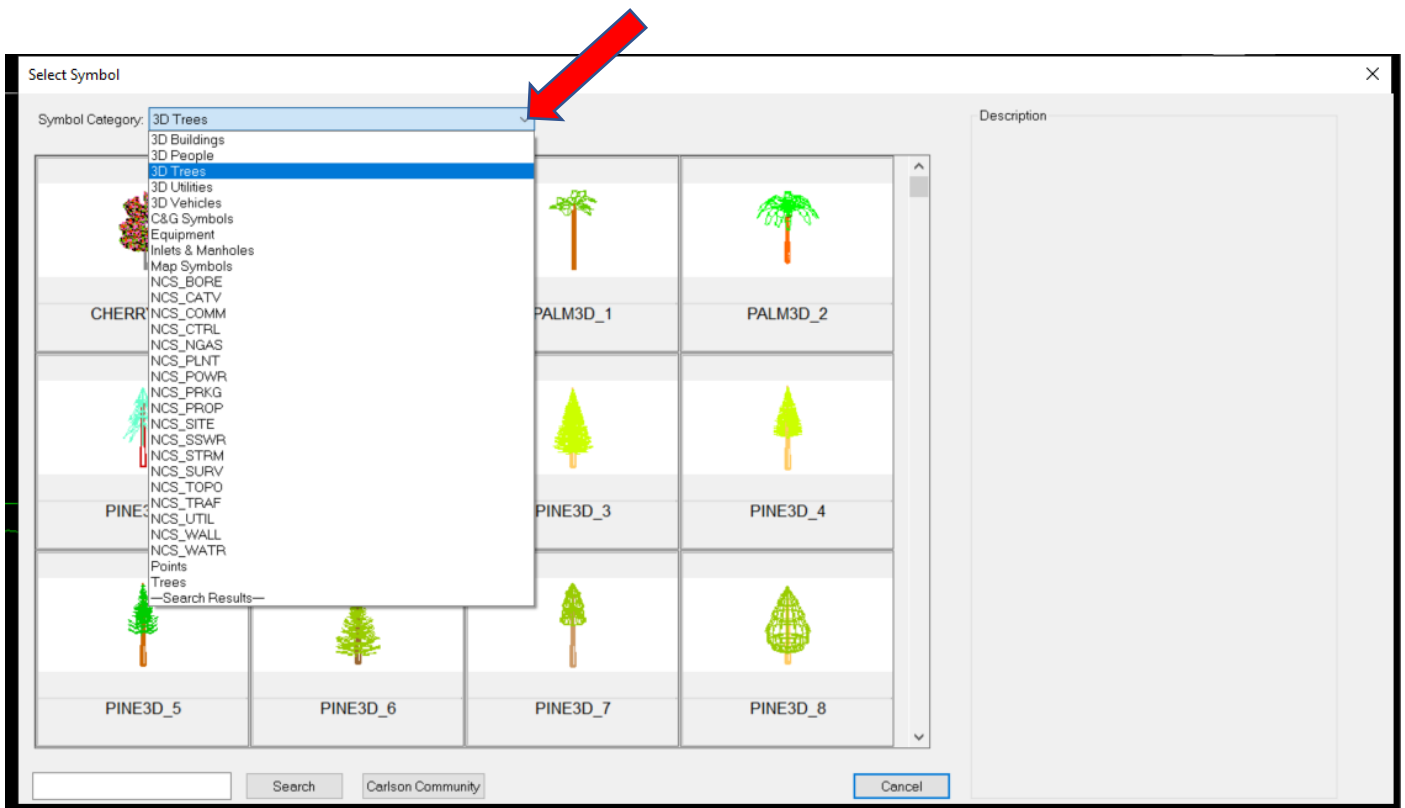 Select Symbol
Symbol Category: 3D Trees
Description
3D Buildings
3D People
3D Trees
3D Utilities
3D Vehicles
C&G Symbols
Equipment
Inlets & Manholes
Map Symbols
NCS_BORE
NCS_CATV
NCS_COMM
NCS_CTRL
NCS_NGAS
NCS_PLNT
NCS_POWR
NCS_PRKG
NCS_PROP
NCS_SITE
NCS_SSWR
NCS_STRM
NCS_SURV
NCS_TOPO
NCS_TRAF
NCS_UTIL
NCS_WALL
NCS_WATR
Points
Trees
—Search Results—
CHERR PALM3D_1 PALM3D_2
PINE3 PINE3D_3 PINE3D_4
PINE3D_5 PINE3D_6 PINE3D_7 PINE3D_8
Search Carlson Community Cancel